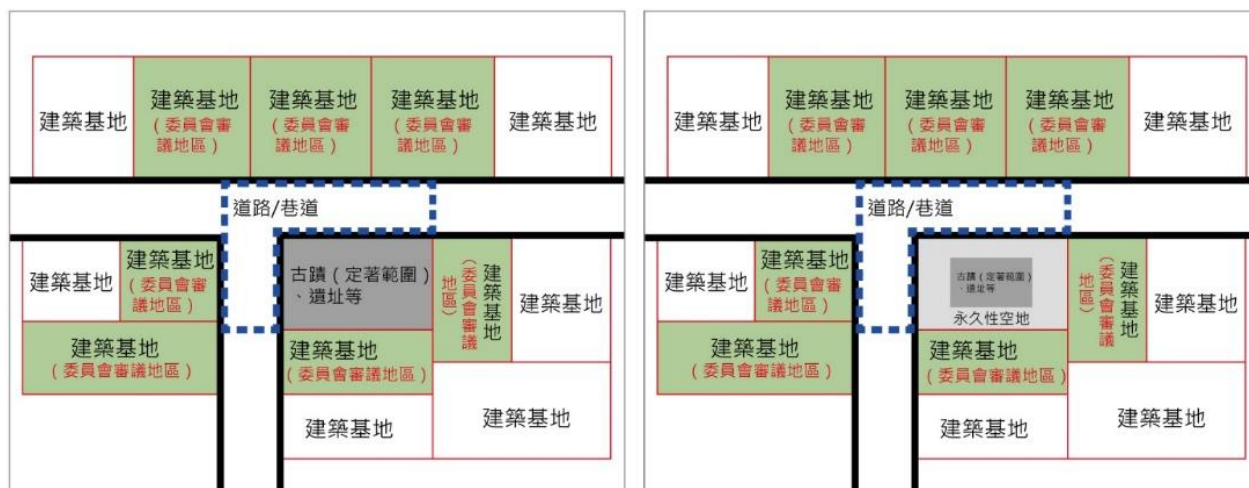 建築基地
建築基地
(委員會審
議地區)
建築基地
(委員會審
議地區)
建築基地
(委員會審
議地區)
建築基地
道路/巷道
建築基地
建築基地
(委員會審
議地區)
古蹟(定著範圍)
、遺址等
建築基地
(委員會審議
地區)
建築基地
建築基地
(委員會審議地區)
建築基地
(委員會審議地區)
建築基地
建築基地
建築基地
建築基地
(委員會審
議地區)
建築基地
(委員會審
議地區)
建築基地
(委員會審
議地區)
建築基地
道路/巷道
建築基地
建築基地
(委員會審
議地區)
古蹟(定著範圍)
、遺址等
永久性空地
建築基地
(委員會審議
地區)
建築基地
建築基地
(委員會審議地區)
建築基地
(委員會審議地區)
建築基地
建築基地